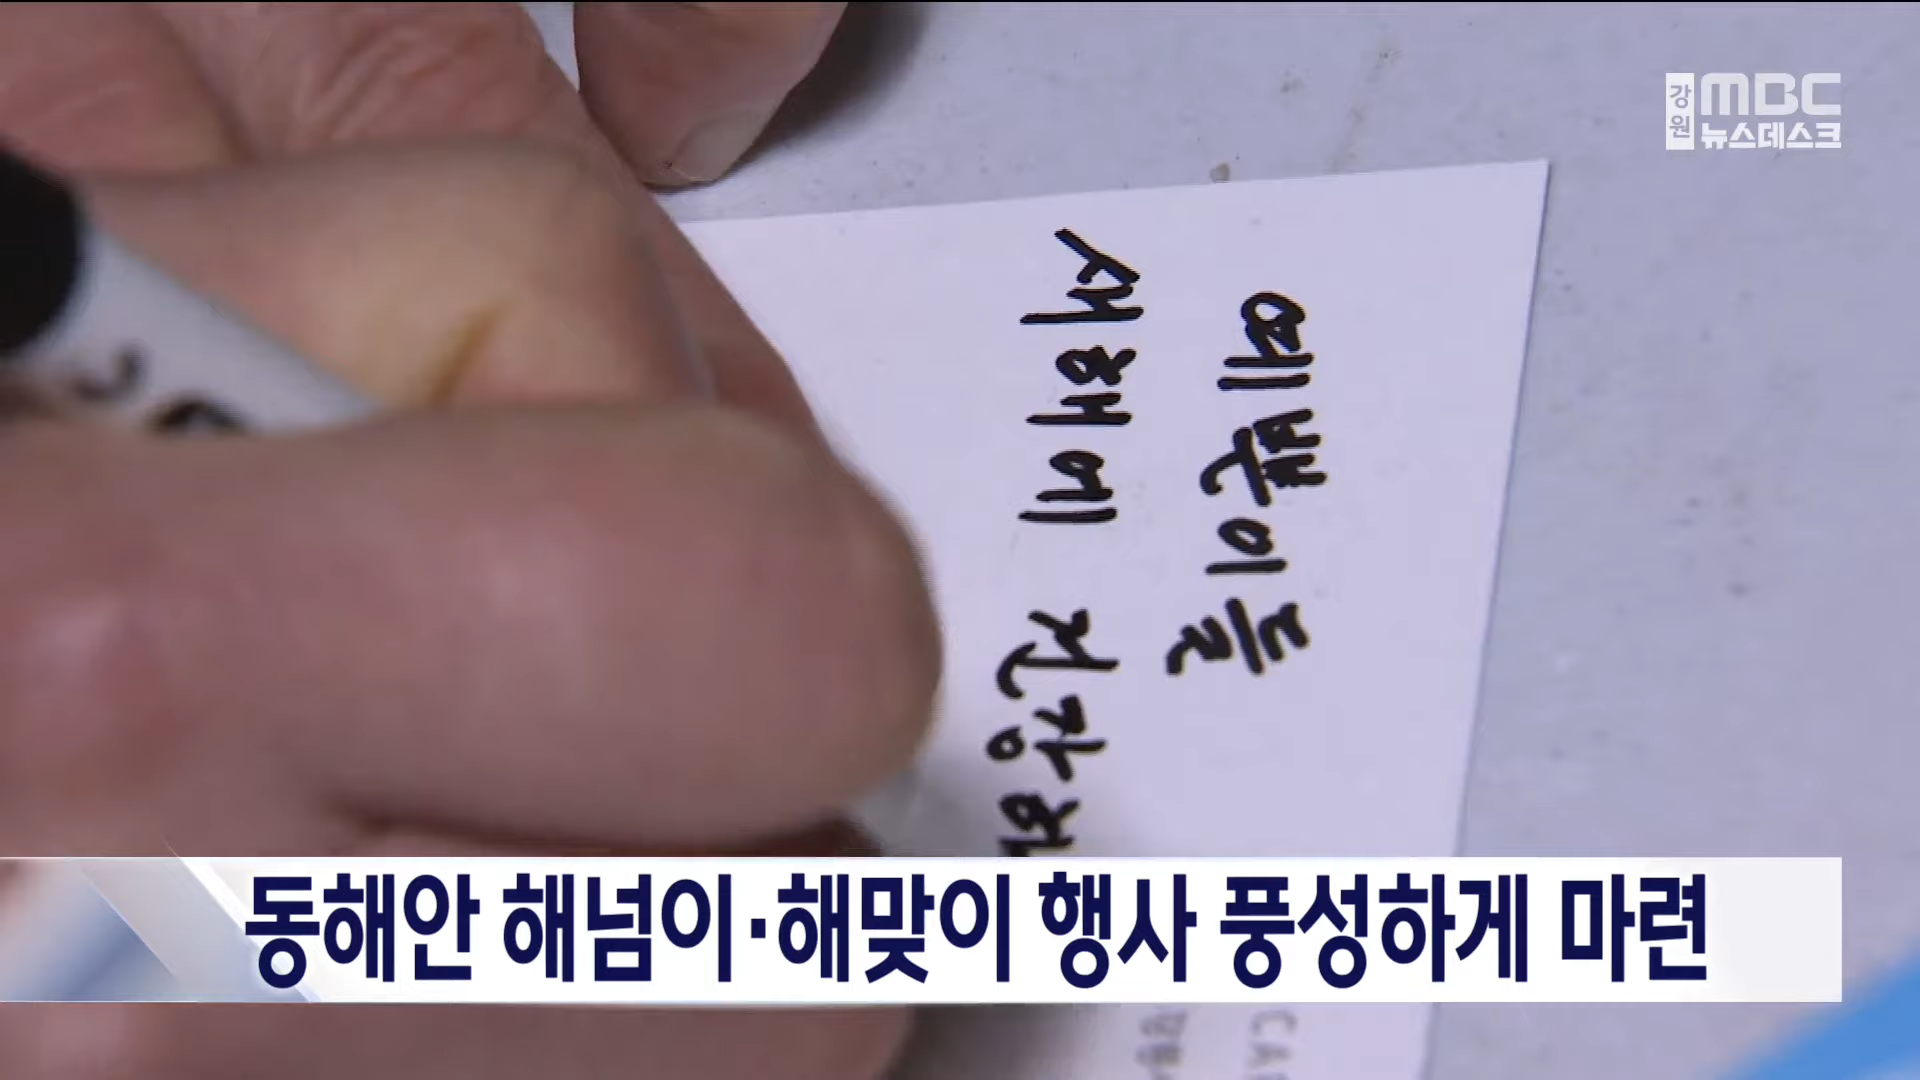 강원
MBC
뉴스데스크
예쁜이들
새해에 건강하
동해안 해넘이·해맞이 행사 풍성하게 마련